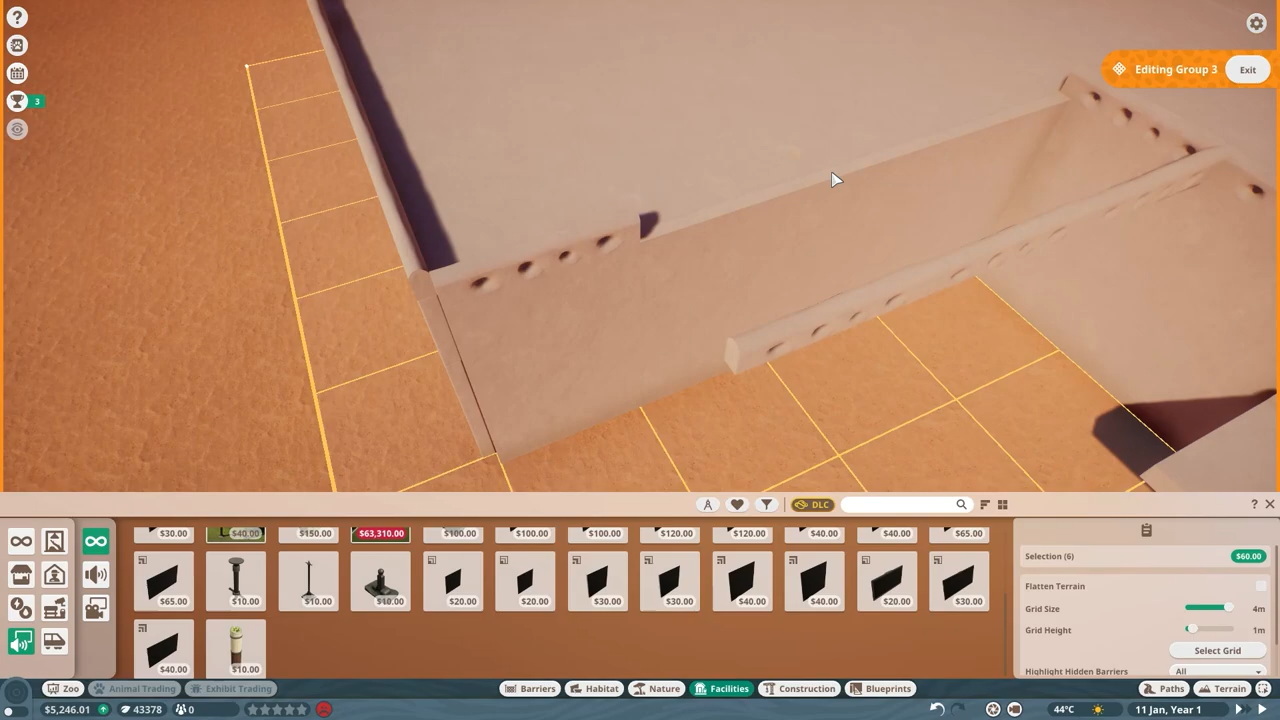 ?
Editing Group 3
Exit
3
A
DLC
?
$30.00
$40.00
$150.00
$63,310.00
$100.00
$100.00
$100.00
$120.00
$120.00
$40.00
$40.00
$65.00
Selection (6)
$60.00
$65.00
$10.00
$10.00
$10.00
$20.00
$20.00
$30.00
$30.00
$40.00
$40.00
$20.00
$30.00
Flatten Terrain
Grid Size
4m
Grid Height
1m
Select Grid
$40.00
$10.00
Highlight Hidden Barriers
All
Zoo
Animal Trading
Exhibit Trading
Barriers
Habitat
Nature
Facilities
Construction
Blueprints
Paths
Terrain
$5,246.01
43378
0
44°C
11 Jan, Year 1